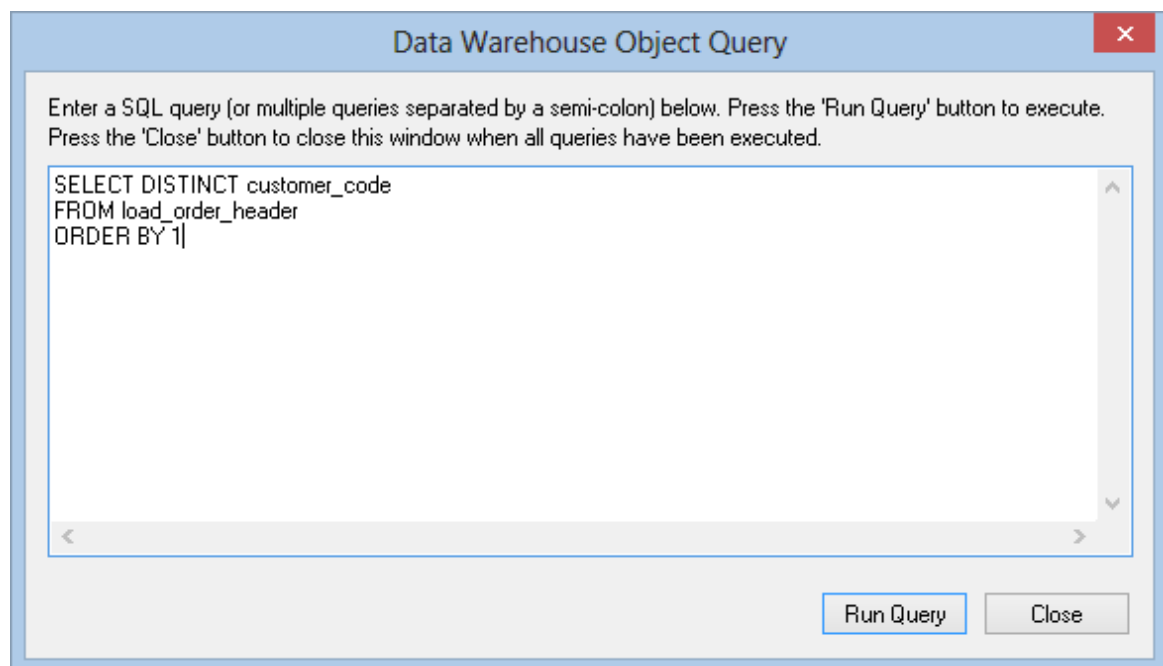 Data Warehouse Object Query
Enter a SQL query (or multiple queries separated by a semi-colon) below. Press the 'Run Query' button to execute.
Press the 'Close' button to close this window when all queries have been executed.
SELECT DISTINCT customer_code
FROM load_order_header
ORDER BY 1
Run Query
Close